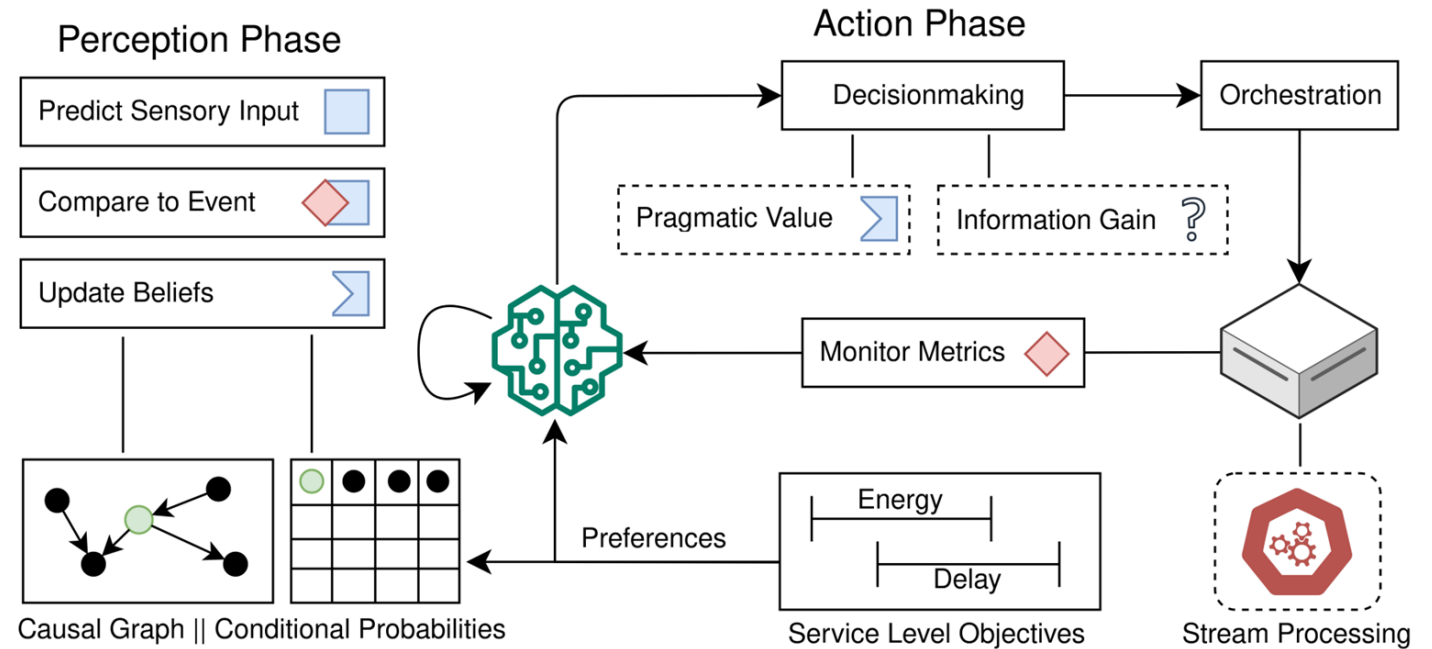 Perception Phase
Predict Sensory Input
Compare to Event
Update Beliefs
Causal Graph || Conditional Probabilities
Action Phase
Decisionmaking
Orchestration
Pragmatic Value
Information Gain ?
Monitor Metrics
Preferences
Energy
Delay
Service Level Objectives
Stream Processing